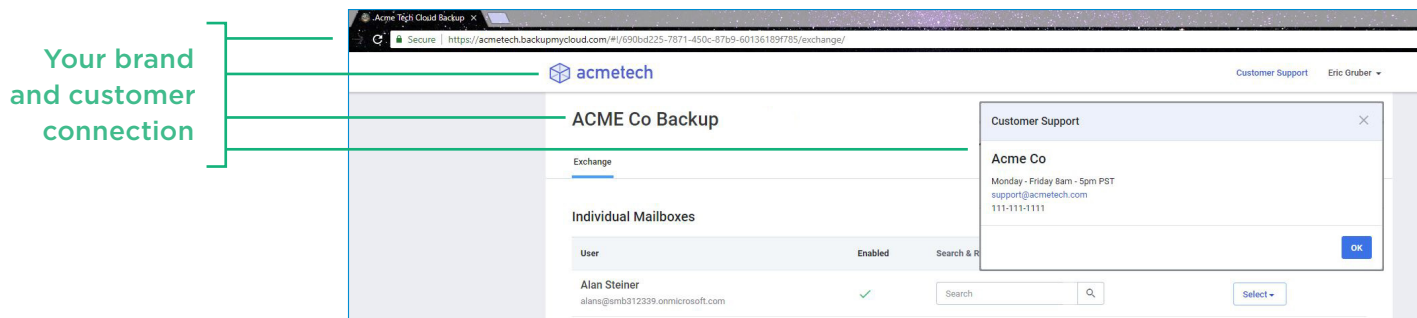 Acme Tech Cloud Backup ×
Secure | https://acmetech.backupmycloud.com/#!/690bd225-7871-450c-87b9-60136189f785/exchange/
Your brand
and customer
connection
acmetech
Customer Support Eric Gruber
ACME Co Backup
Customer Support ×
Acme Co
Exchange
Monday - Friday 8am - 5pm PST
support@acmetech.com
111-111-1111
Individual Mailboxes
OK
User Enabled Search & R
Alan Steiner
alans@smb312339.onmicrosoft.com
Search
Select